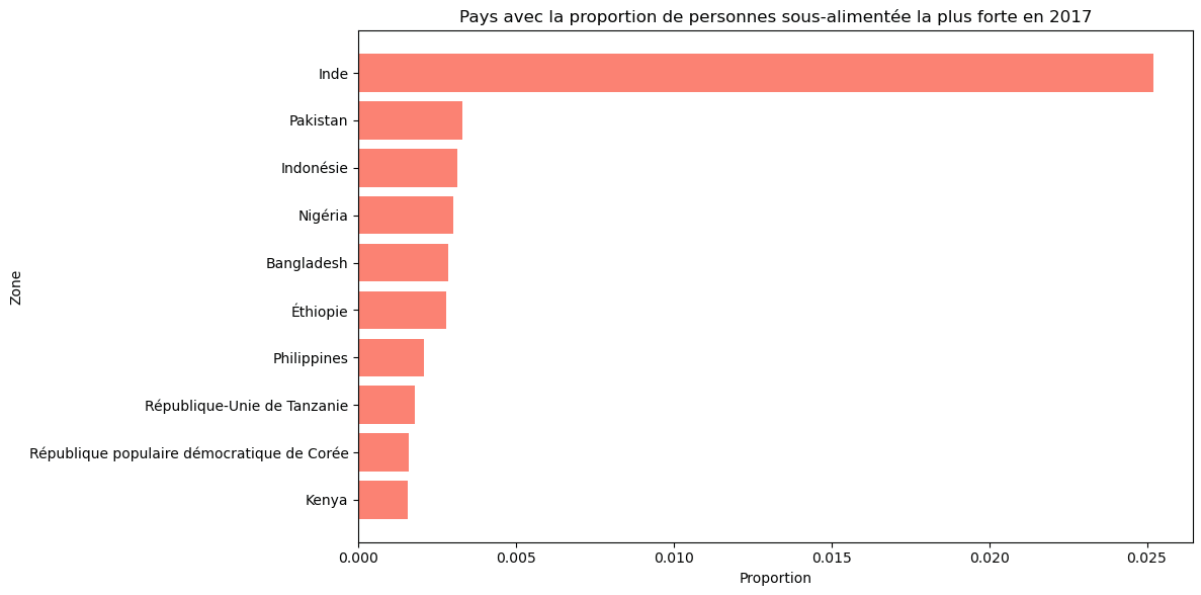 Pays avec la proportion de personnes sous-alimentée la plus forte en 2017
Zone
Inde
Pakistan
Indonésie
Nigéria
Bangladesh
Éthiopie
Philippines
République-Unie de Tanzanie
République populaire démocratique de Corée
Kenya
0.000 0.005 0.010 0.015 0.020 0.025
Proportion